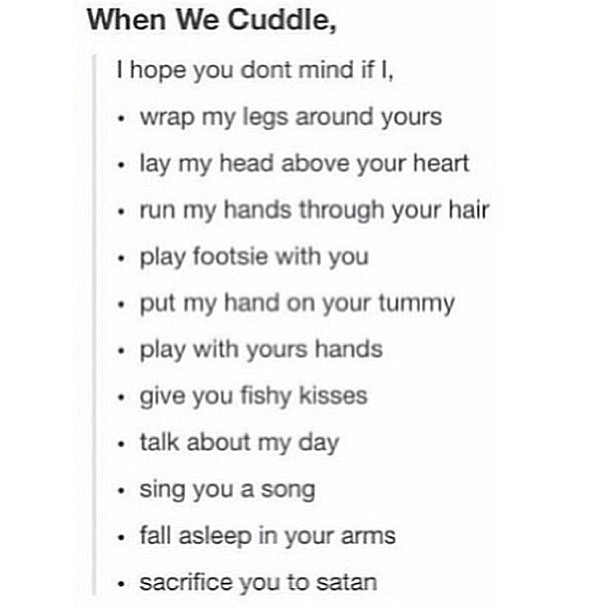 When We Cuddle,
I hope you dont mind if I,
• wrap my legs around yours
• lay my head above your heart
• run my hands through your hair
• play footsie with you
• put my hand on your tummy
• play with yours hands
• give you fishy kisses
• talk about my day
• sing you a song
• fall asleep in your arms
• sacrifice you to satan